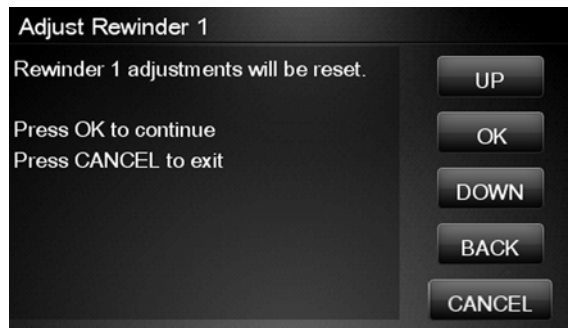 Adjust Rewinder 1
Rewinder 1 adjustments will be reset.
Press OK to continue
Press CANCEL to exit
UP
OK
DOWN
BACK
CANCEL